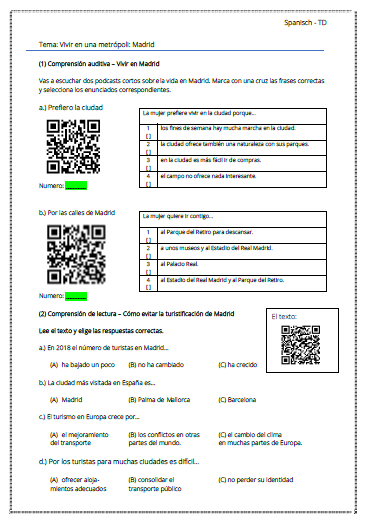 Spanisch - TD
Tema: Vivir en una metrópoli: Madrid
(1) Comprensión auditiva – Vivir en Madrid
Vas a escuchar dos podcasts cortos sobre la vida en Madrid. Marca con una cruz las frases correctas
y selecciona los enunciados correspondientes.
a.) Prefiero la ciudad
La mujer prefiere vivir en la ciudad porque...
1 los fines de semana hay mucha marcha en la ciudad.
[ ]
2 la ciudad ofrece también una naturaleza con sus parques.
[ ]
3 en la ciudad es más fácil ir de compras.
[ ]
4 el campo no ofrece nada interesante.
[ ]
Numero: ______
b.) Por las calles de Madrid
La mujer quiere ir contigo...
1 al Parque del Retiro para descansar.
[ ]
2 a unos museos y al Estadio del Real Madrid.
[ ]
3 al Palacio Real.
[ ]
4 al Estadio del Real Madrid y al Parque del Retiro.
[ ]
Numero: ______
(2) Comprensión de lectura – Cómo evitar la turistificación de Madrid
El texto:
Lee el texto y elige las respuestas correctas.
a.) En 2018 el número de turistas en Madrid...
(A) ha bajado un poco (B) no ha cambiado (C) ha crecido
b.) La ciudad más visitada en España es...
(A) Madrid (B) Palma de Mallorca (C) Barcelona
c.) El turismo en Europa crece por...
(A) el mejoramiento (B) los conflictos en otras (C) el cambio del clima
del transporte partes del mundo. en muchas partes de Europa.
d.) Por los turistas para muchas ciudades es difícil...
(A) ofrecer aloja- (B) consolidar el (C) no perder su identidad
mientos adecuados transporte público